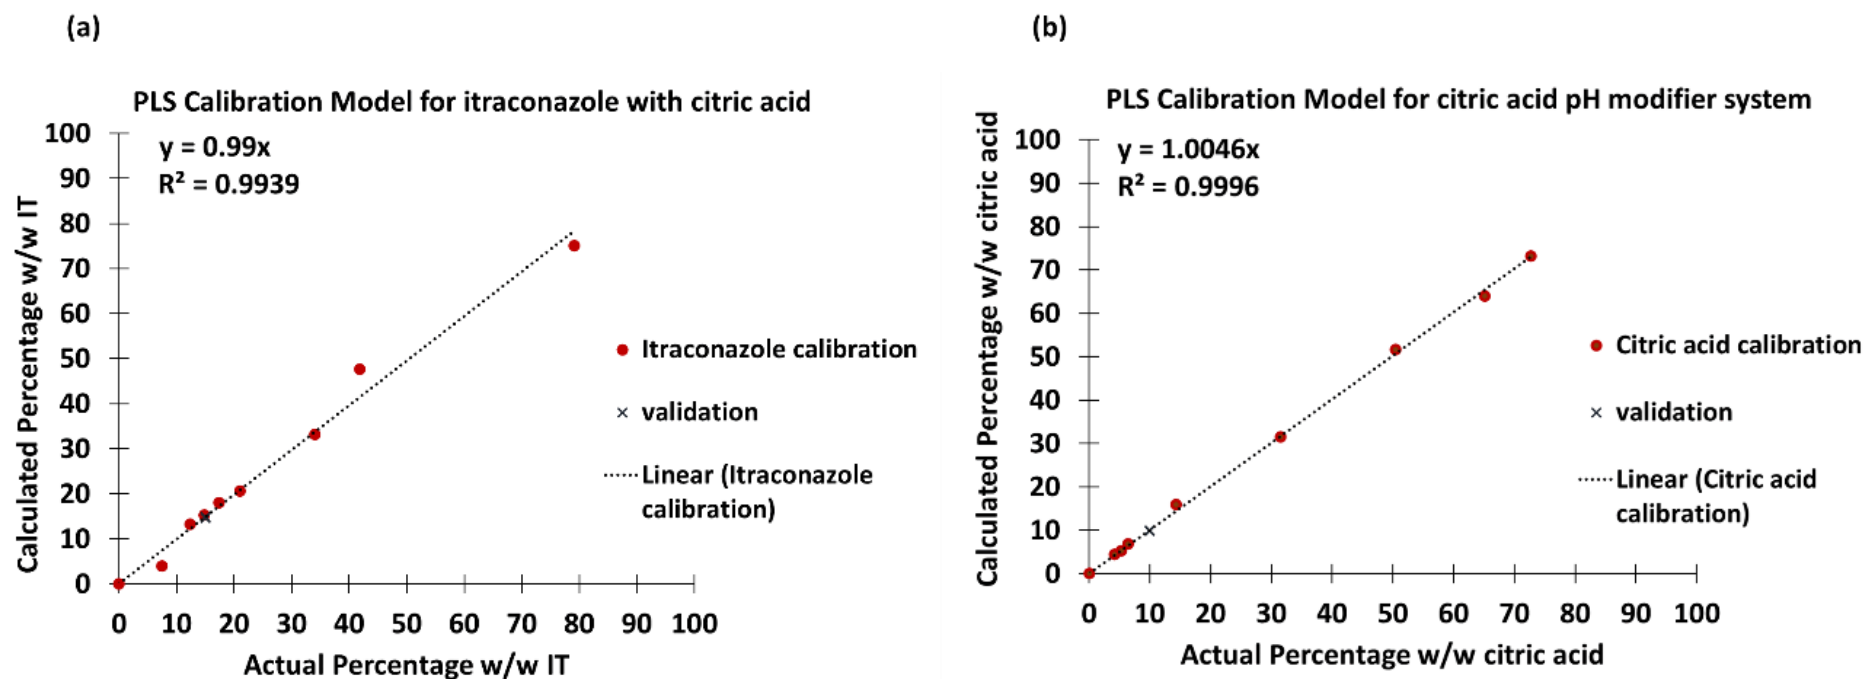 (a)
PLS Calibration Model for itraconazole with citric acid
y = 0.99x
R² = 0.9939
Calculated Percentage w/w IT
100
90
80
70
60
50
40
30
20
10
0
0 10 20 30 40 50 60 70 80 90 100
Actual Percentage w/w IT
Itraconazole calibration
validation
Linear (Itraconazole
calibration)
(b)
PLS Calibration Model for citric acid pH modifier system
y = 1.0046x
R² = 0.9996
Calculated Percentage w/w citric acid
100
90
80
70
60
50
40
30
20
10
0
0 10 20 30 40 50 60 70 80 90 100
Actual Percentage w/w citric acid
Citric acid calibration
validation
Linear (Citric acid
calibration)